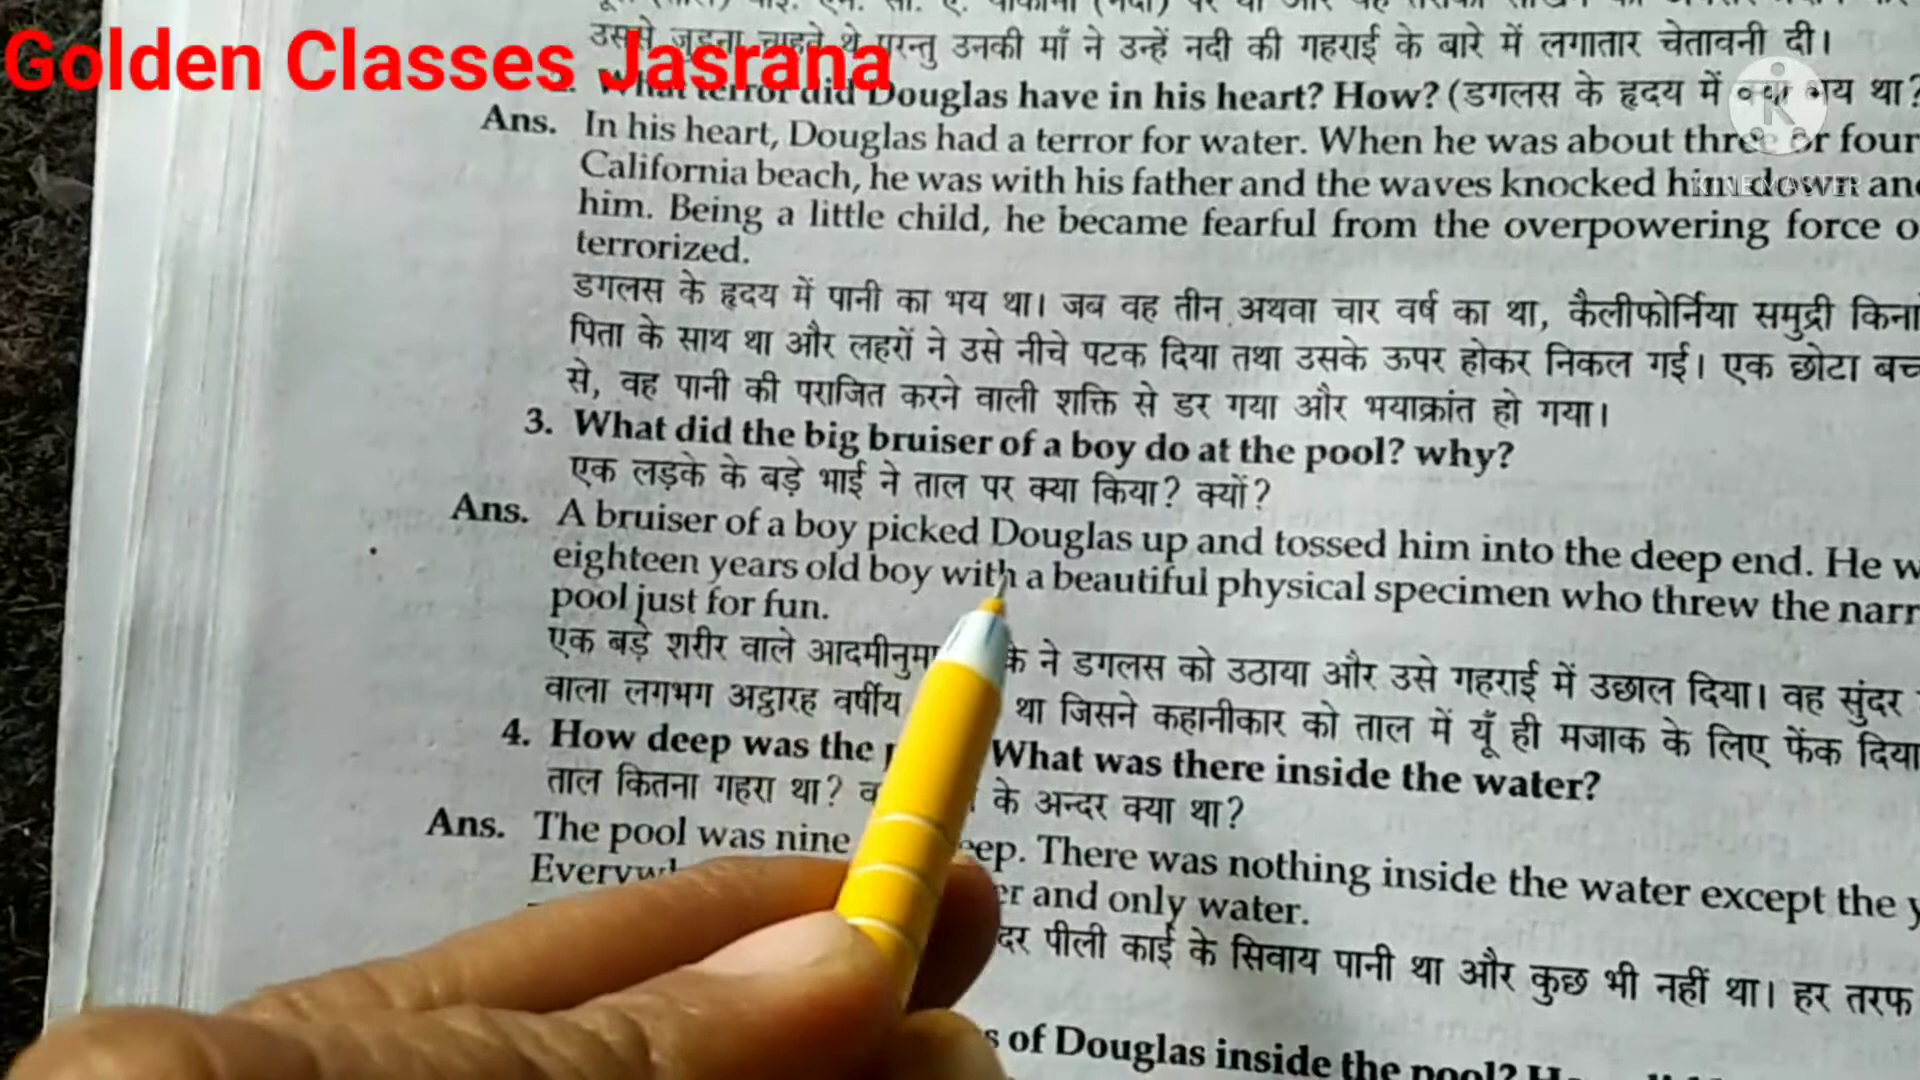 Golden Classes Jasrana
उससे जुड़ना चाहते थे परन्तु उनकी माँ ने उन्हें नदी की गहराई के बारे में लगातार चेतावनी दी।
What terror did Douglas have in his heart? How? (डगलस के हृदय में क्या भय था?
KINEMASTER
Ans. In his heart, Douglas had a terror for water. When he was about three or four
California beach, he was with his father and the waves knocked him down and
him. Being a little child, he became fearful from the overpowering force o
terrorized.
डगलस के हृदय में पानी का भय था। जब वह तीन अथवा चार वर्ष का था, कैलीफोर्निया समुद्री
पिता के साथ था और लहरों ने उसे नीचे पटक दिया तथा उसके ऊपर होकर निकल गई। एक छोटा
से, वह पानी की पराजित करने वाली शक्ति से डर गया और भयाक्रांत हो गया।
3. What did the big bruiser of a boy do at the pool? why?
एक लड़के के बड़े भाई ने ताल पर क्या किया? क्यों?
Ans. A bruiser of a boy picked Douglas up and tossed him into the deep end. He w
eighteen years old boy with a beautiful physical specimen who threw the narr
pool just for fun.
एक बड़े शरीर वाले के ने डगलस को उठाया और उसे गहराई में उछाल दिया। वह सुंदर
वाला लगभग अट्ठारह वर्षीय था जिसने कहानीकार को ताल में यूँ ही मजाक के लिए फेंक दिया
4. How deep was the What was there inside the water?
ताल कितना गहरा था? के अन्दर क्या था?
Ans. The pool was nine eep. There was nothing inside the water except the y
er and only water.
दर पीली काई के सिवाय पानी था और कुछ भी नहीं था। हर तरफ
s of Douglas inside the pool?